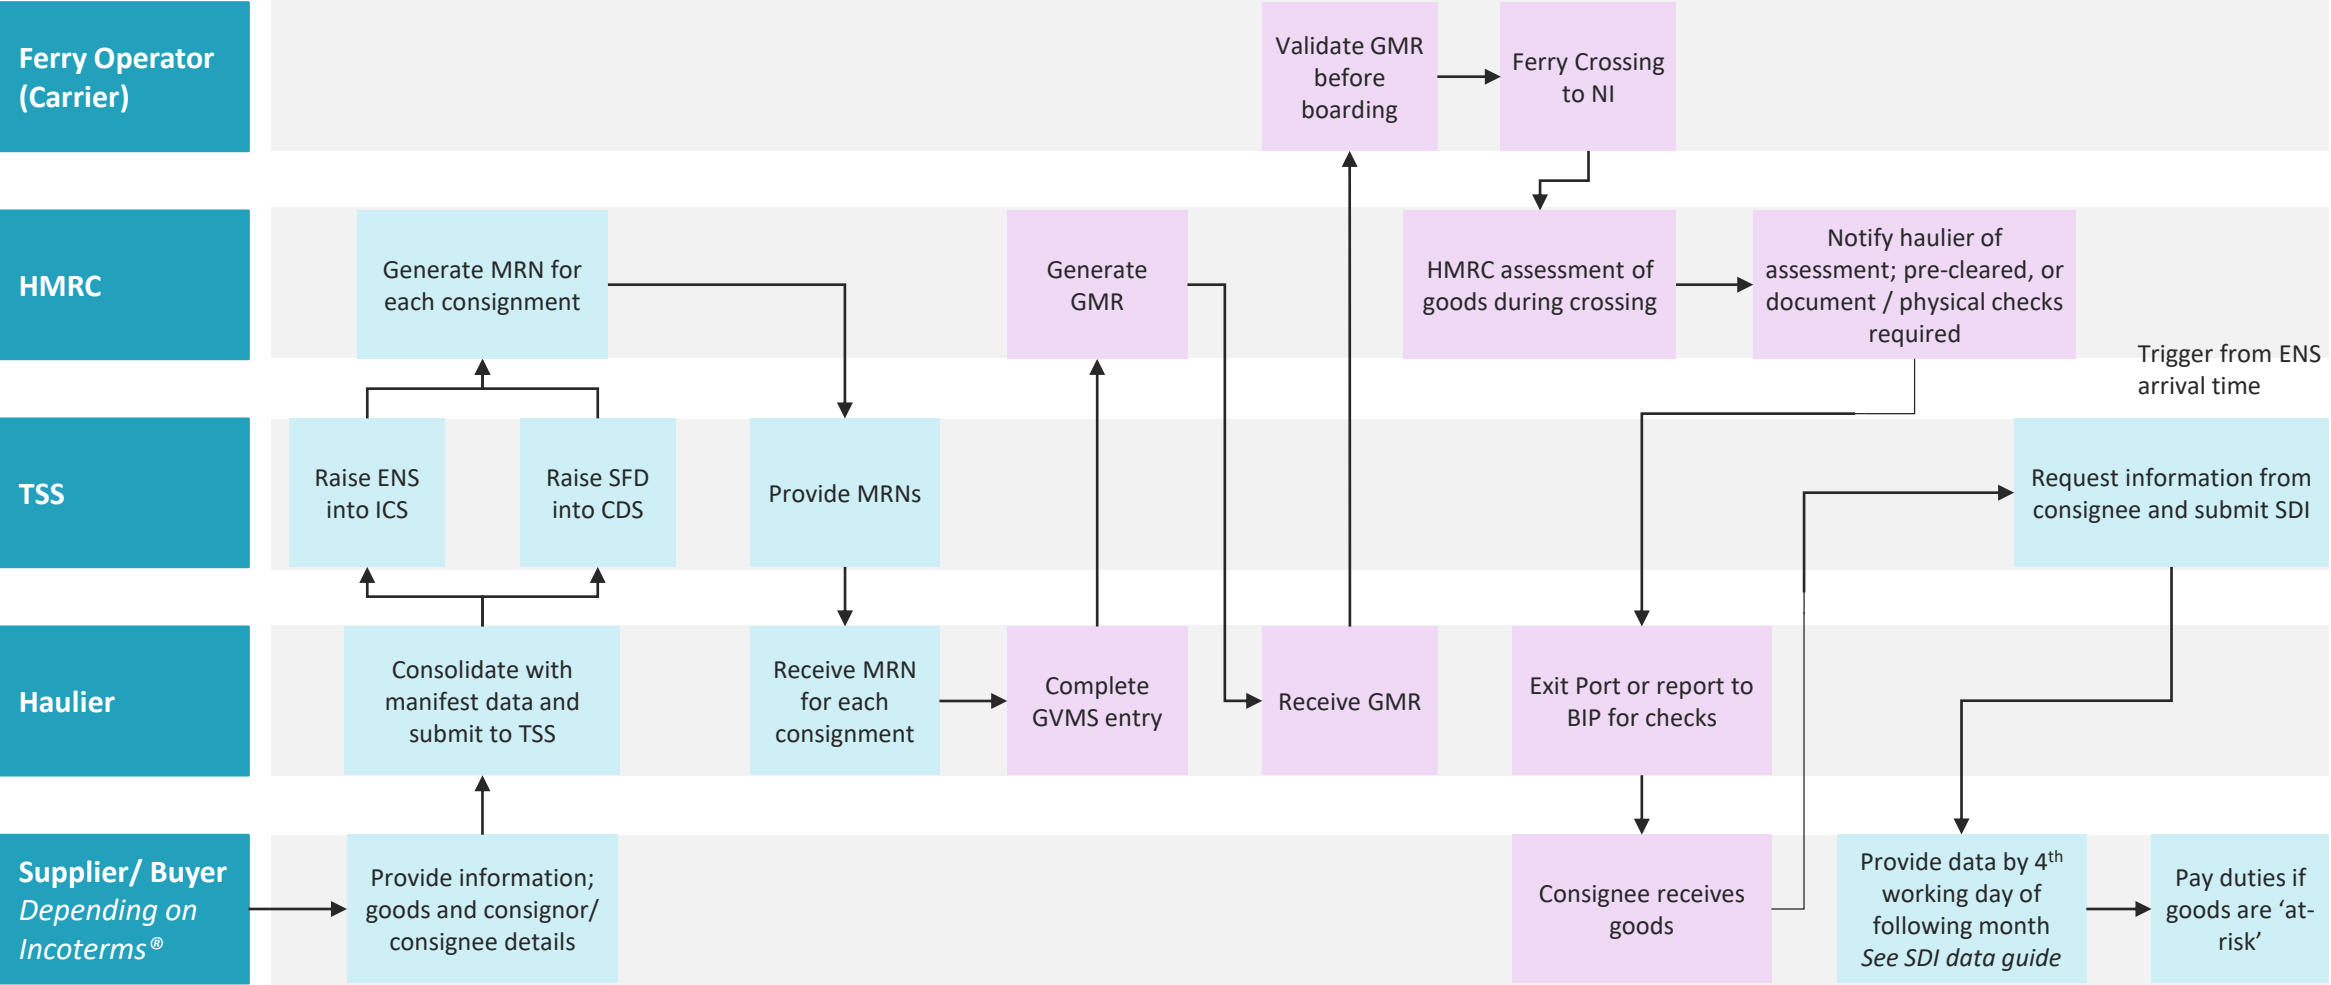 Ferry Operator
(Carrier)
Validate GMR
before
boarding
Ferry Crossing
to NI
HMRC
Generate MRN for
each consignment
Generate
GMR
HMRC assessment of
goods during crossing
Notify haulier of
assessment; pre-cleared, or
document / physical checks
required
Trigger from ENS
arrival time
TSS
Raise ENS
into ICS
Raise SFD
into CDS
Provide MRNs
Request information from
consignee and submit SDI
Haulier
Consolidate with
manifest data and
submit to TSS
Receive MRN
for each
consignment
Complete
GVMS entry
Receive GMR
Exit Port or report to
BIP for checks
Supplier/ Buyer
Depending on
Incoterms®
Provide information;
goods and consignor/
consignee details
Consignee receives
goods
Provide data by 4th
working day of
following month
See SDI data guide
Pay duties if
goods are ‘at-
risk’